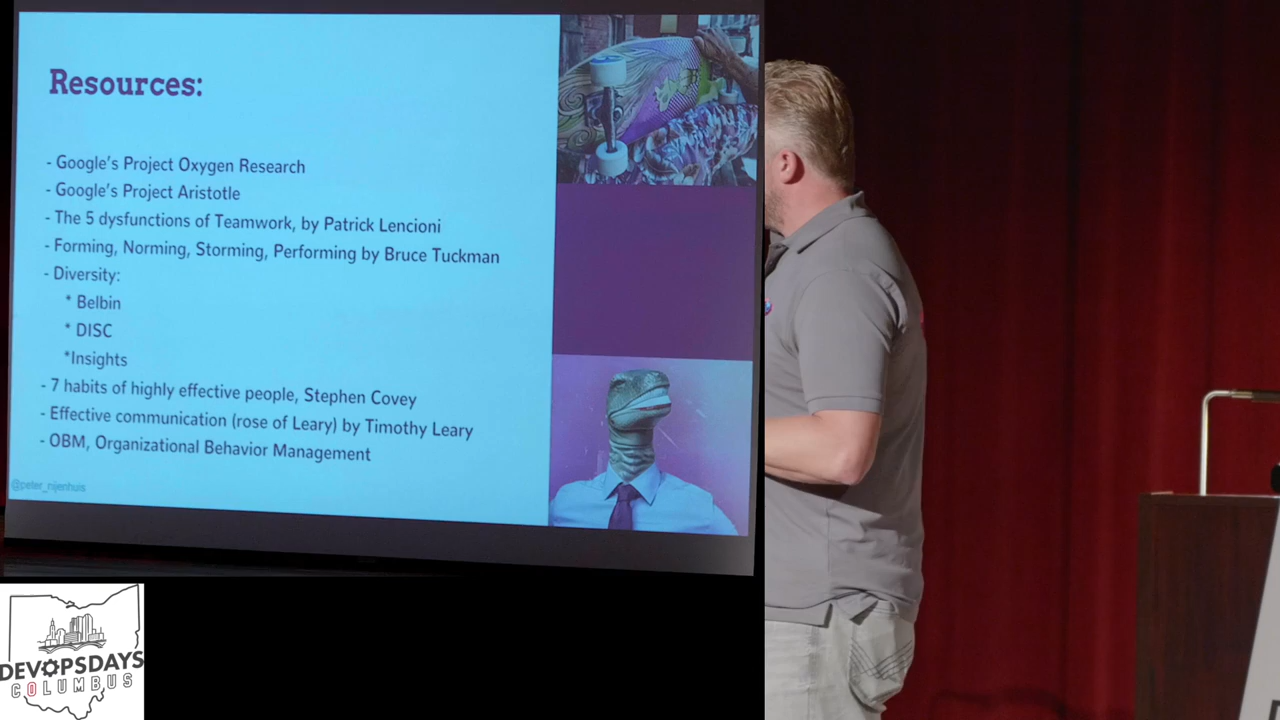 Resources:
- Google's Project Oxygen Research
- Google's Project Aristotle
- The 5 dysfunctions of Teamwork, by Patrick Lencioni
- Forming, Norming, Storming, Performing by Bruce Tuckman
- Diversity:
* Belbin
* DISC
*Insights
- 7 habits of highly effective people, Stephen Covey
- Effective communication (rose of Leary) by Timothy Leary
- OBM, Organizational Behavior Management
@peter_nijenhuis
DEVOPSDAYS
COLUMBUS